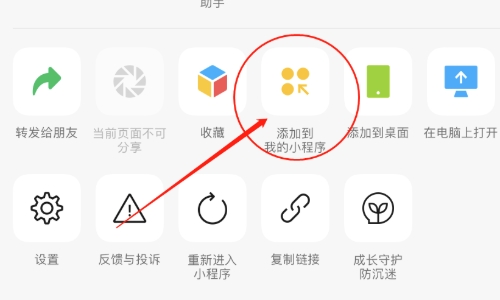 助手
转发给朋友
当前页面不可
分享
收藏
添加到
我的小程序
添加到桌面
在电脑上打开
设置
反馈与投诉
重新进入
小程序
复制链接
成长守护
防沉迷